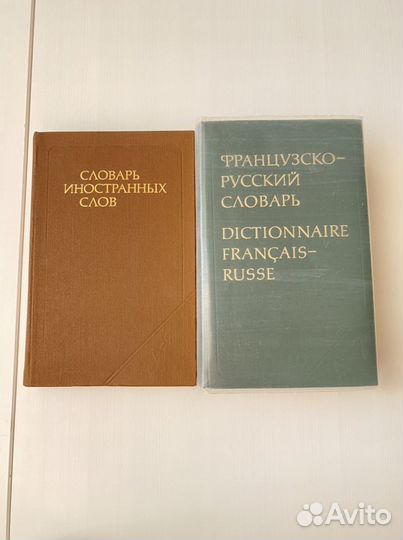 СЛОВАРЬ
ИНОСТРАННЫХ
СЛОВ
ФРАНЦУЗСКО-
РУССКИЙ
СЛОВАРЬ
DICTIONNAIRE
FRANÇAIS-
RUSSE
Avito